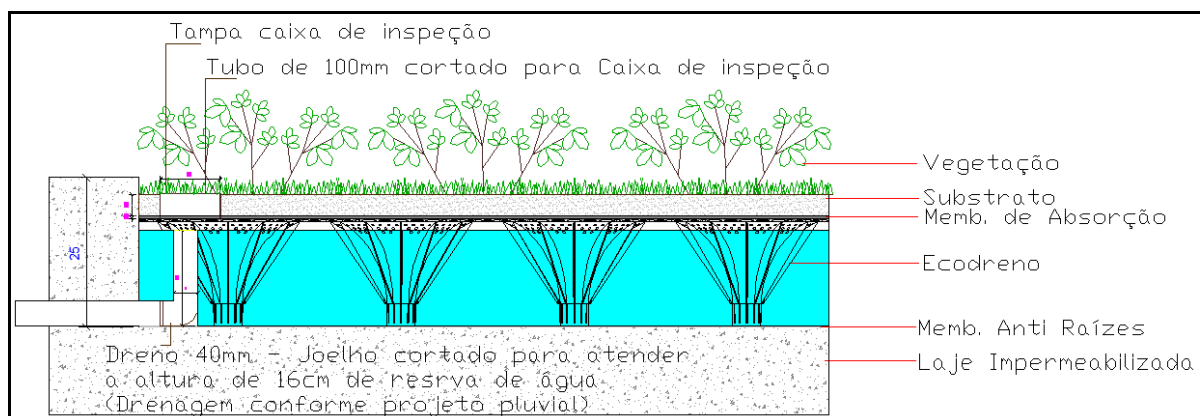 Tampa caixa de inspeção
Tubo de 100mm cortado para Caixa de inspeção
Vegetação
Substrato
Memb. de Absorção
25
Ecodreno
Memb. Anti Raízes
Laje Impermeabilizada
Dreno 40mm - Joelho cortado para atender
a altura de 16cm de resrva de água
(Drenagem conforme projeto pluvial)